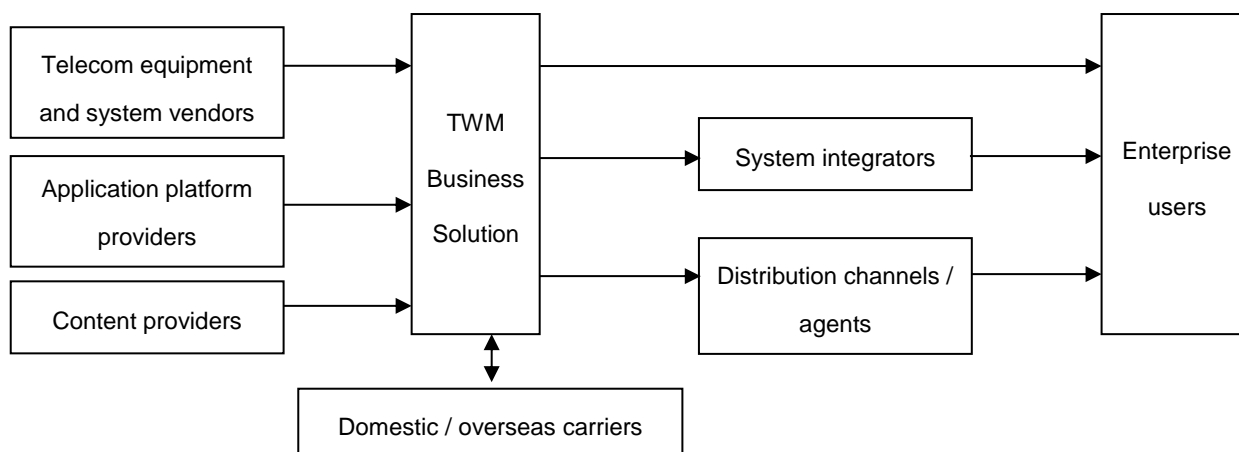 Telecom equipment
and system vendors
Application platform
providers
Content providers
TWM
Business
Solution
System integrators
Distribution channels /
agents
Enterprise
users
Domestic / overseas carriers